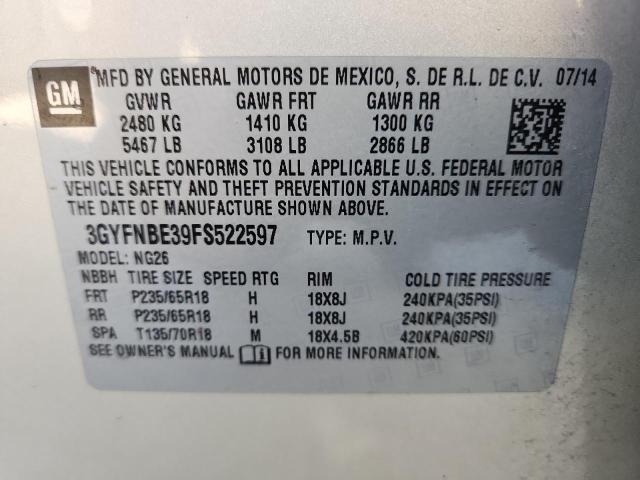 GM
MFD BY GENERAL MOTORS DE MEXICO, S. DE R.L. DE C.V. 07/14
GVWR GAWR FRT GAWR RR
2480 KG 1410 KG 1300 KG
5467 LB 3108 LB 2866 LB
THIS VEHICLE CONFORMS TO ALL APPLICABLE U.S. FEDERAL MOTOR
VEHICLE SAFETY AND THEFT PREVENTION STANDARDS IN EFFECT ON
THE DATE OF MANUFACTURE SHOWN ABOVE.
3GYFNBE39FS522597 TYPE: M.P.V.
MODEL: NG26
NBBH TIRE SIZE SPEED RTG RIM COLD TIRE PRESSURE
FRT P235/65R18 H 18X8J 240KPA(35PSI)
RR P235/65R18 H 18X8J 240KPA(35PSI)
SPA T135/70R18 M 18X4.5B 420KPA(60PSI)
SEE OWNER'S MANUAL i FOR MORE INFORMATION.